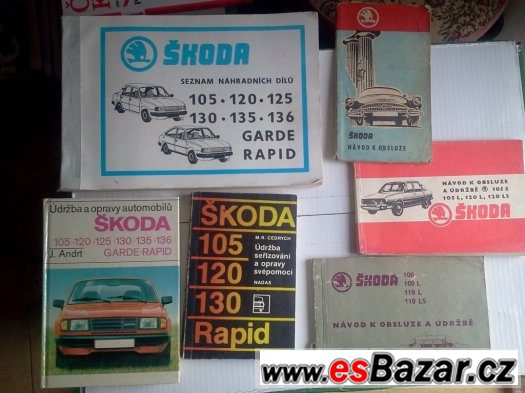 ŠKODA
SEZNAM NÁHRADNÍCH DÍLŮ
105 • 120 • 125
130 • 135 • 136
GARDE
RAPID
ŠKODA
NÁVOD K OBSLUZE
NÁVOD K OBSLUZE
A ÚDRŽBĚ ® 105 S
105 L, 120 L, 120 LS
ŠKODA
Údržba a opravy automobilů
ŠKODA
105-120-125-130-135-136
J. Andrt GARDE-RAPID
ŠKODA
105
120
130
Rapid
M. R. CEDRYCH
Údržba
seřizování
a opravy
svépomocí
NADAS
ŠKODA
100
100 L
110 L
110 LS
NÁVOD K OBSLUZE A ÚDRŽBĚ
www.esBazar.cz